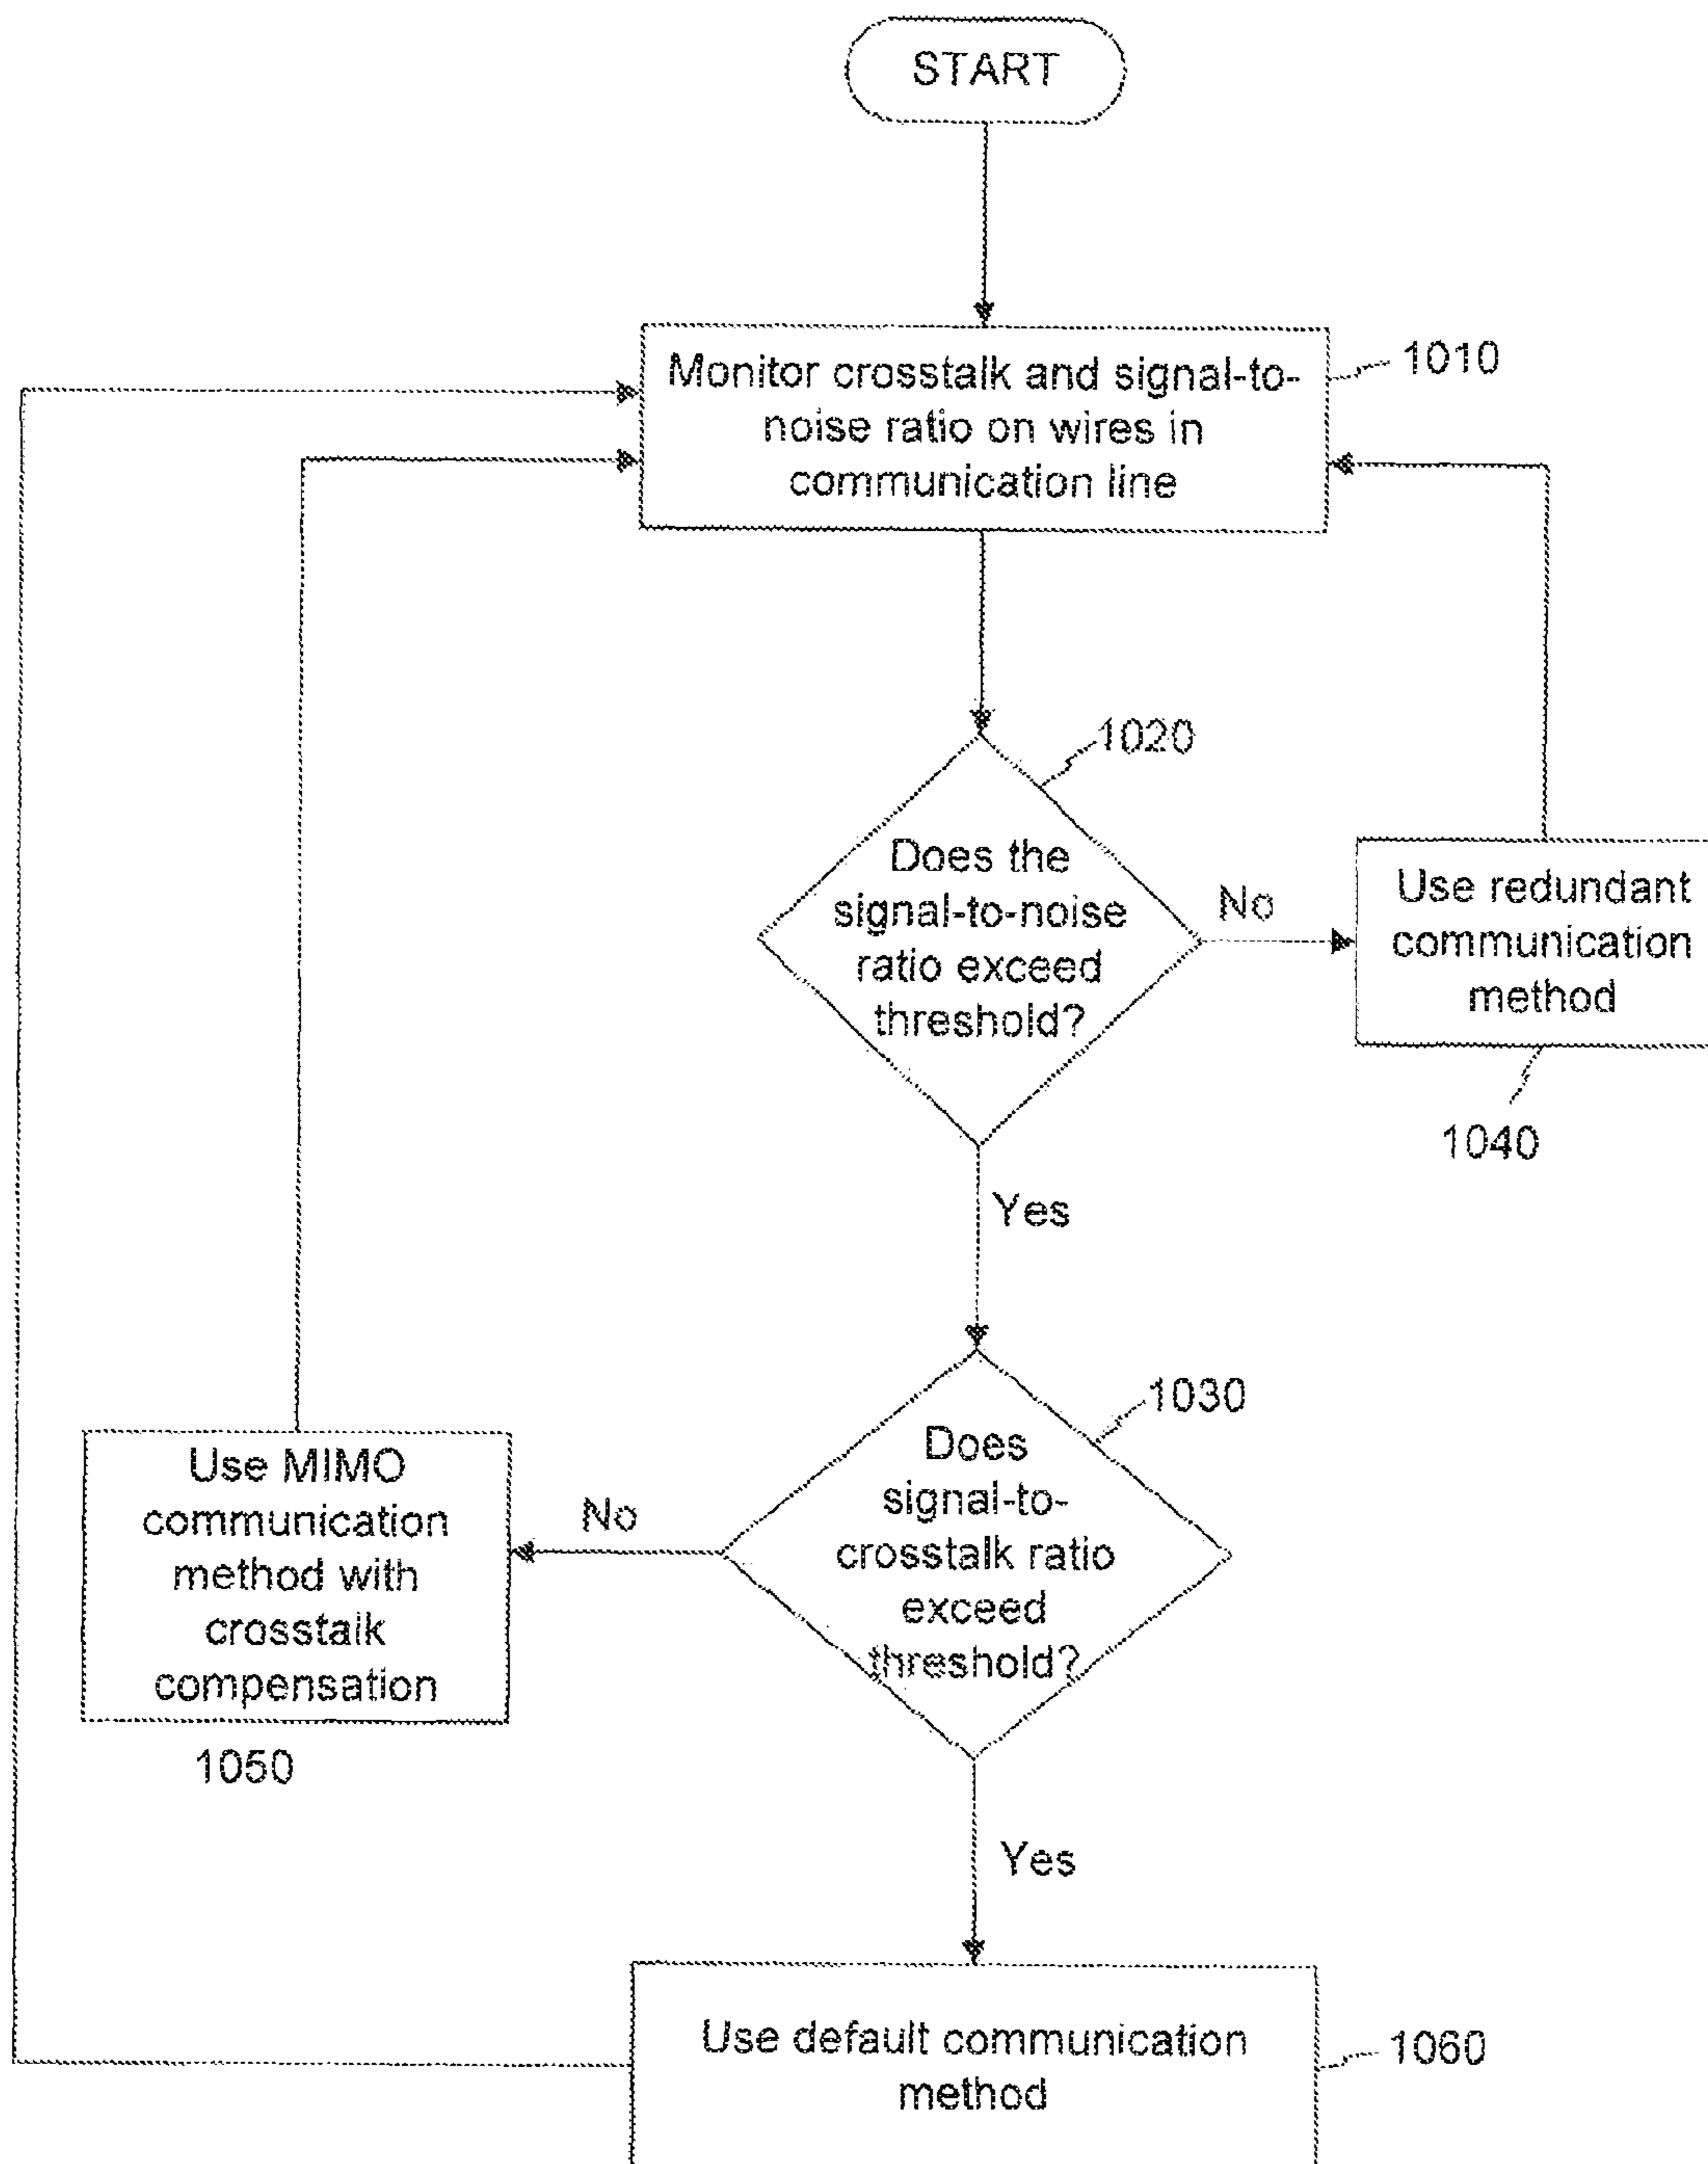 START
Monitor crosstalk and signal-to-
noise ratio on wires in
communication line
1010
1020
Does the
signal-to-noise
ratio exceed
threshold?
No
Use redundant
communication
method
1040
Yes
1030
Does
signal-to-
crosstalk ratio
exceed
threshold?
No
Use MIMO
communication
method with
crosstalk
compensation
1050
Yes
Use default communication
method
1060